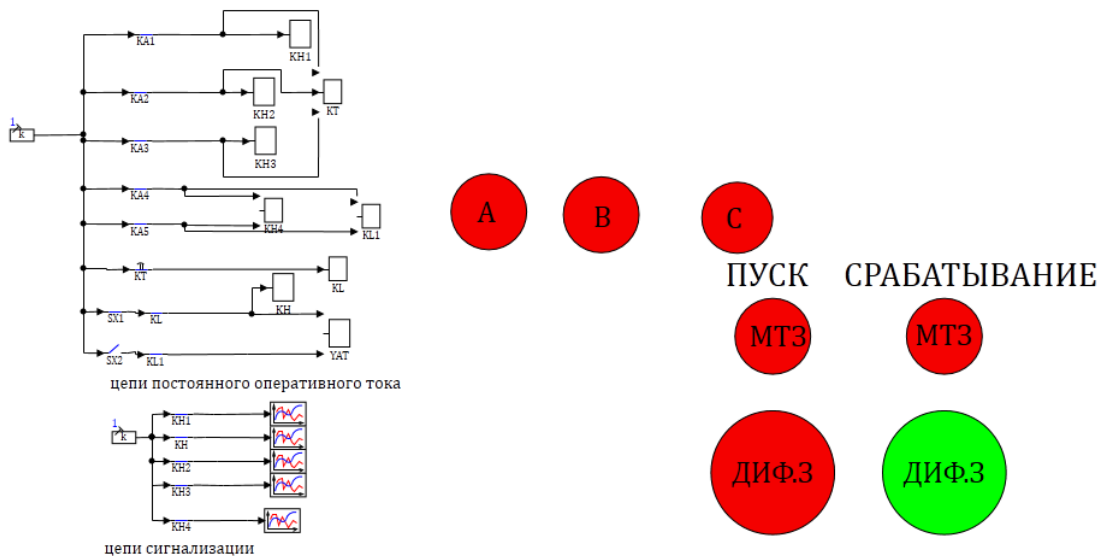 KA1
KH1
KA2
KH2
KT
1
k
KA3
KH3
KA4
KH4
KA5
KL1
KT
KL
KH
SX1
KL
SX2
KL1
YAT
цепи постоянного оперативного тока
1
k
KH1
KH
KH2
KH3
KH4
цепи сигнализации
A
B
C
ПУСК СРАБАТЫВАНИЕ
МТЗ МТЗ
ДИФ.З ДИФ.З